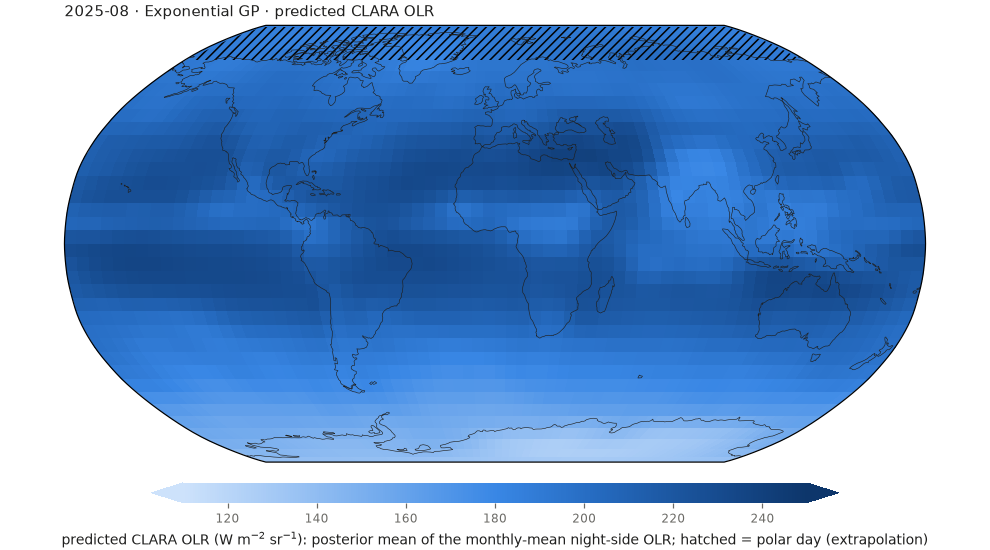 2025-08 · Exponential GP · predicted CLARA OLR
120 140 160 180 200 220 240
predicted CLARA OLR (W m⁻² sr⁻¹): posterior mean of the monthly-mean night-side OLR; hatched = polar day (extrapolation)